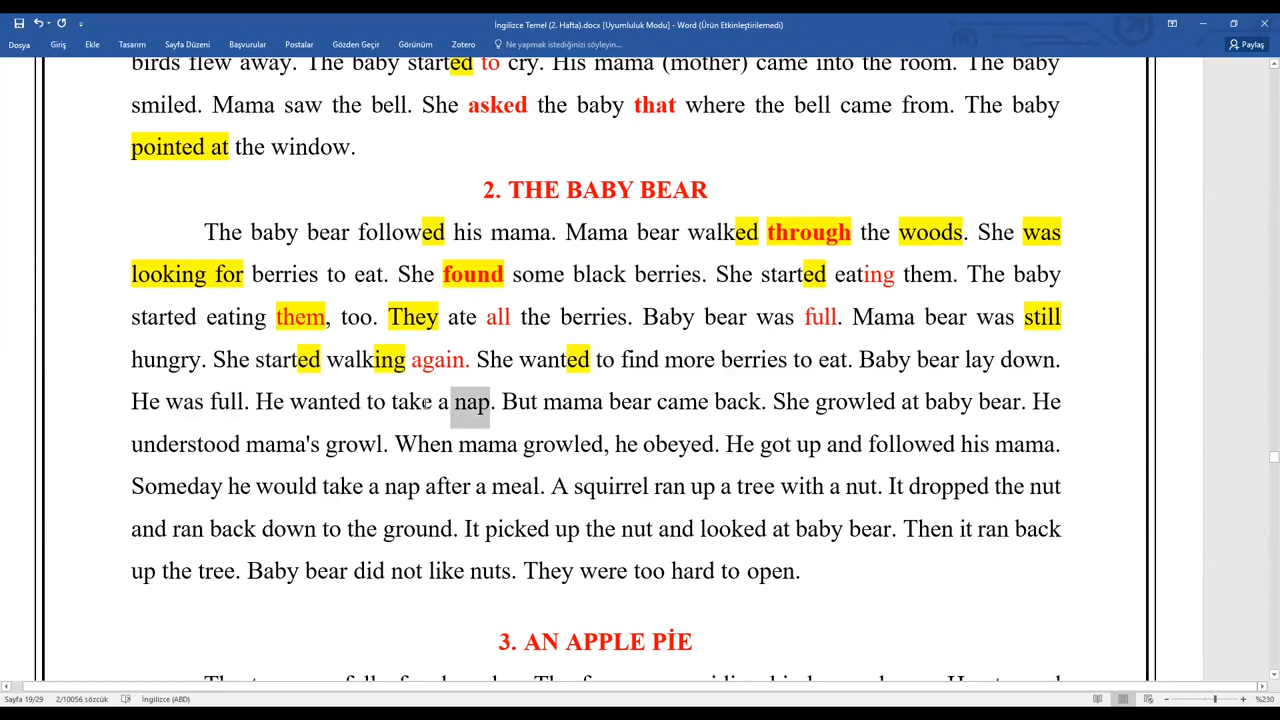 İngilizce Temel (2. Hafta).docx [Uyumluluk Modu] - Word (Ürün Etkinleştirilemedi)
Dosya Giriş Ekle Tasarım Sayfa Düzeni Başvurular Postalar Gözden Geçir Görünüm Zotero Ne yapmak istediğinizi söyleyin... Paylaş
birds flew away. The baby started to cry. His mama (mother) came into the room. The baby
smiled. Mama saw the bell. She asked the baby that where the bell came from. The baby
pointed at the window.
2. THE BABY BEAR
The baby bear followed his mama. Mama bear walked through the woods. She was
looking for berries to eat. She found some black berries. She started eating them. The baby
started eating them, too. They ate all the berries. Baby bear was full. Mama bear was still
hungry. She started walking again. She wanted to find more berries to eat. Baby bear lay down.
He was full. He wanted to take a nap. But mama bear came back. She growled at baby bear. He
understood mama's growl. When mama growled, he obeyed. He got up and followed his mama.
Someday he would take a nap after a meal. A squirrel ran up a tree with a nut. It dropped the nut
and ran back down to the ground. It picked up the nut and looked at baby bear. Then it ran back
up the tree. Baby bear did not like nuts. They were too hard to open.
3. AN APPLE PİE
Sayfa 19/29 2/10056 sözcük İngilizce (ABD) %230